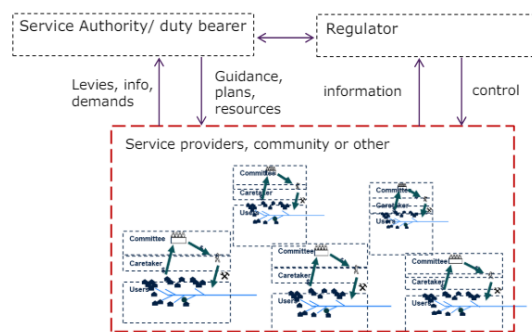 Service Authority/ duty bearer
Regulator
Levies, info,
demands
Guidance,
plans,
resources
information
control
Service providers, community or other
Committee
Caretaker
Users
Committee
Caretaker
Users
Committee
Caretaker
Users
Committee
Caretaker
Users
Committee
Caretaker
Users